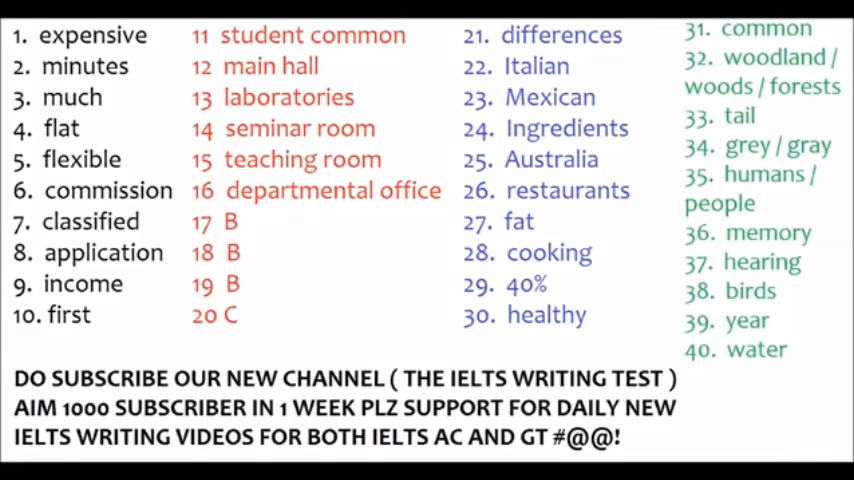 1. expensive
2. minutes
3. much
4. flat
5. flexible
6. commission
7. classified
8. application
9. income
10. first
11 student common
12 main hall
13 laboratories
14 seminar room
15 teaching room
16 departmental office
17 B
18 B
19 B
20 C
21. differences
22. Italian
23. Mexican
24. Ingredients
25. Australia
26. restaurants
27. fat
28. cooking
29. 40%
30. healthy
31. common
32. woodland /
woods / forests
33. tail
34. grey / gray
35. humans /
people
36. memory
37. hearing
38. birds
39. year
40. water
DO SUBSCRIBE OUR NEW CHANNEL ( THE IELTS WRITING TEST )
AIM 1000 SUBSCRIBER IN 1 WEEK PLZ SUPPORT FOR DAILY NEW
IELTS WRITING VIDEOS FOR BOTH IELTS AC AND GT #@@!